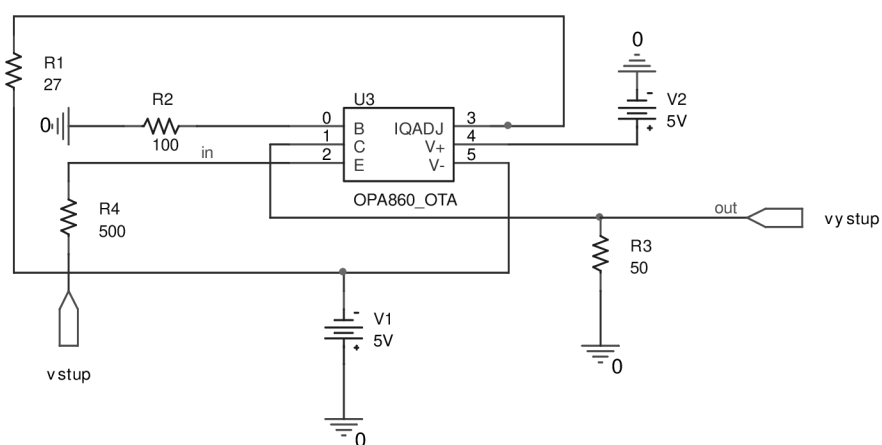 R1
27
0
R2
100
U3
0
B
1
C
2
E
IQADJ
3
V+
4
V-
5
OPA860_OTA
in
0
-
V2
5V
+
R4
500
out
vystup
R3
50
0
-
V1
5V
+
0
vstup